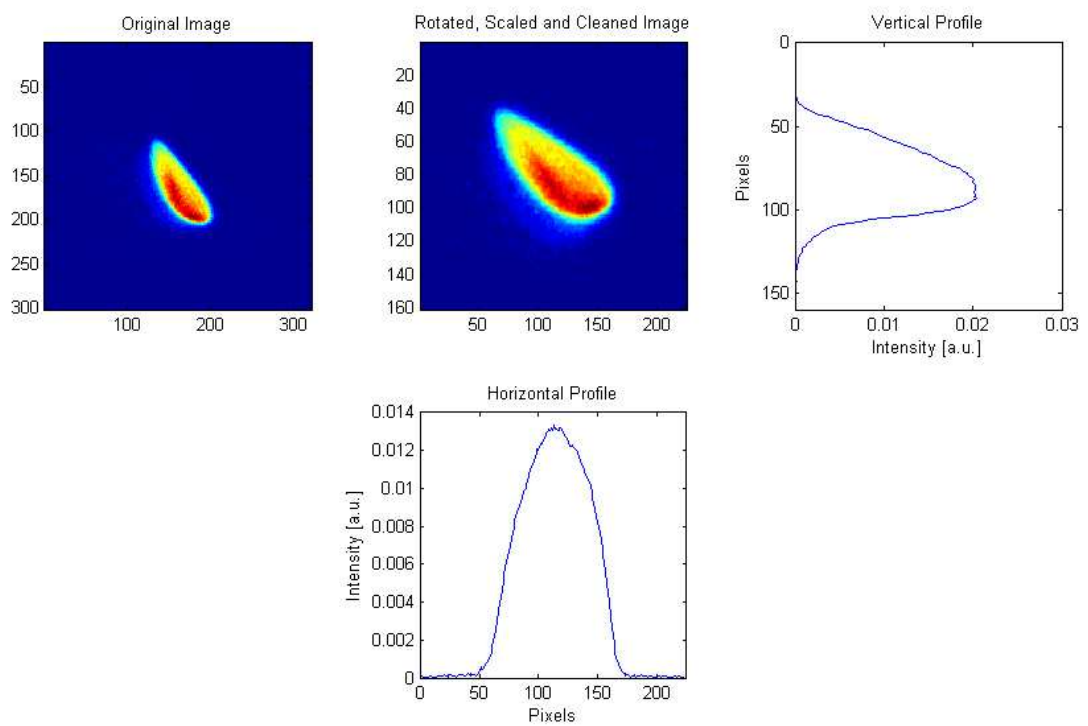 Original Image
50
100
150
200
250
300
100 200 300
Rotated, Scaled and Cleaned Image
20
40
60
80
100
120
140
160
50 100 150 200
Vertical Profile
0
50
100
150
Pixels
0 0.01 0.02 0.03
Intensity [a.u.]
Horizontal Profile
0.014
0.012
0.01
0.008
0.006
0.004
0.002
0
Intensity [a.u.]
0 50 100 150 200
Pixels